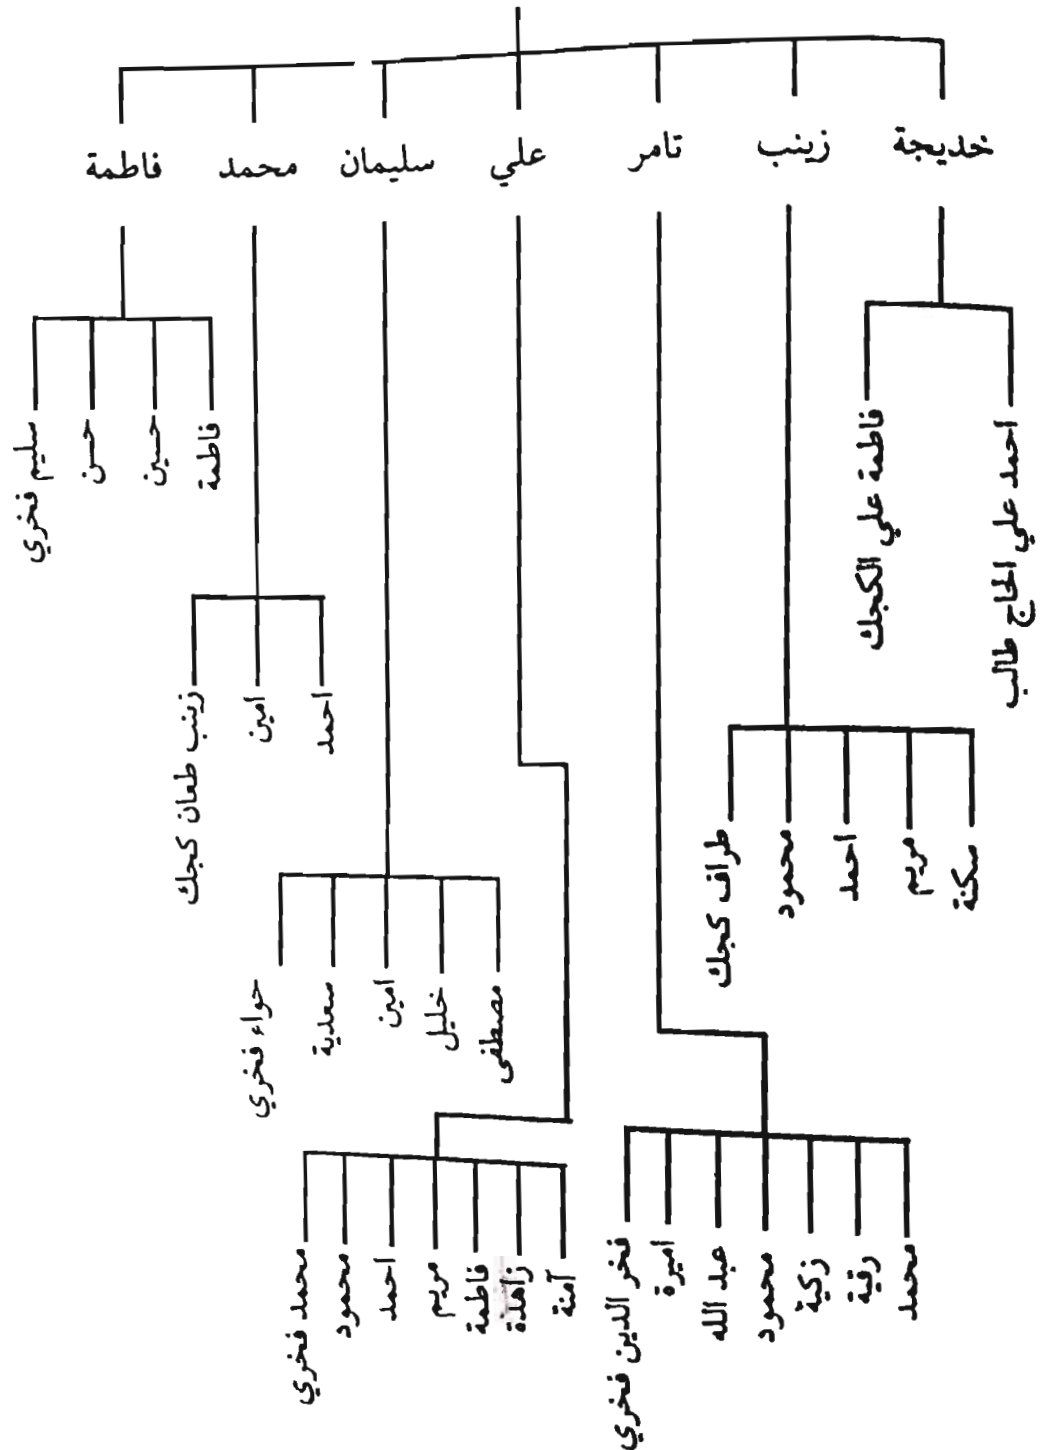 خديجة
زينب
تامر
علي
سليمان
محمد
فاطمة
احمد علي الحاج طالب
فاطمة علي الكجك
سكنة
مريم
احمد
محمود
طراف كجك
محمد
رقية
زكية
محمود
عبد الله
اميرة
فخر الدين فخري
آمنة
زاهدة
فاطمة
مريم
احمد
محمود
محمد فخري
مصطفى
خليل
امين
سعدية
حواء فخري
احمد
امين
زينب طعان كجك
فاطمة
حسين
حسن
سليم فخري